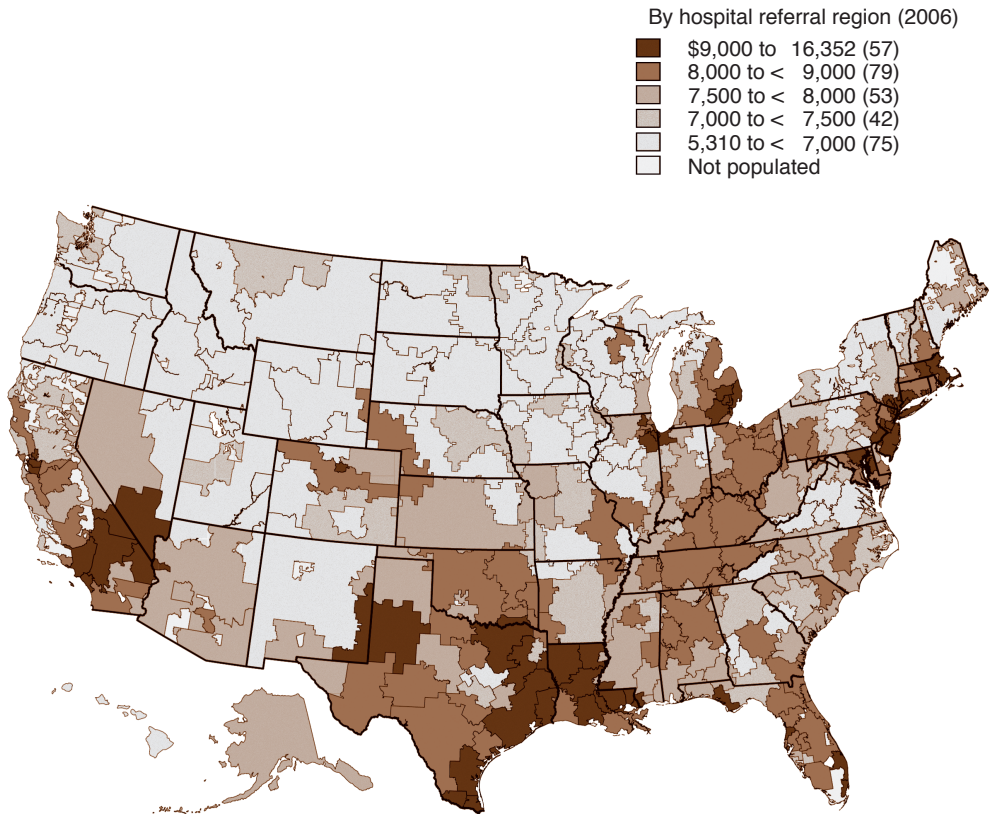 By hospital referral region (2006)
$9,000 to 16,352 (57)
8,000 to < 9,000 (79)
7,500 to < 8,000 (53)
7,000 to < 7,500 (42)
5,310 to < 7,000 (75)
Not populated